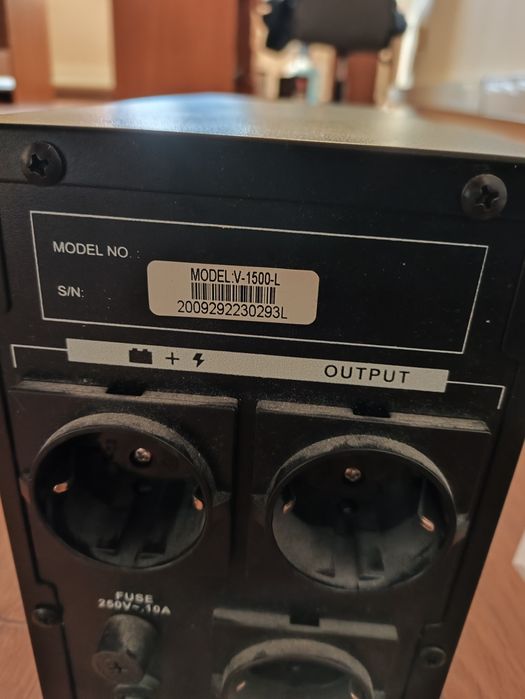 MODEL NO. :
MODEL:V-1500-L
S/N:
2009292230293L
+
OUTPUT
FUSE
250V~.10A